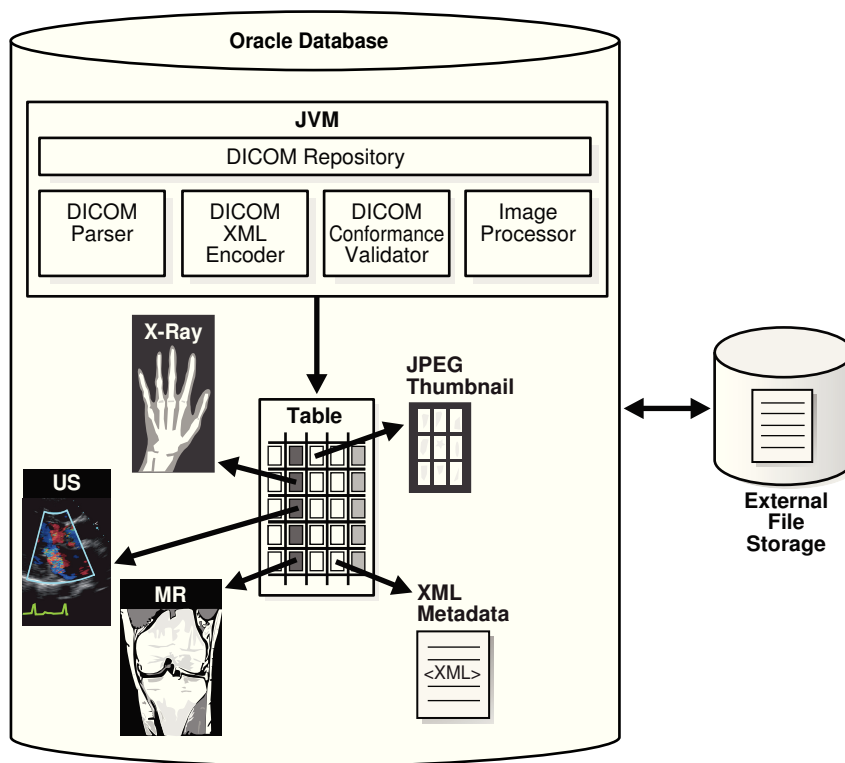 Oracle Database
JVM
DICOM Repository
DICOM
Parser
DICOM
XML
Encoder
DICOM
Conformance
Validator
Image
Processor
X-Ray
JPEG
Thumbnail
Table
US
MR
XML
Metadata
<XML>
External
File
Storage